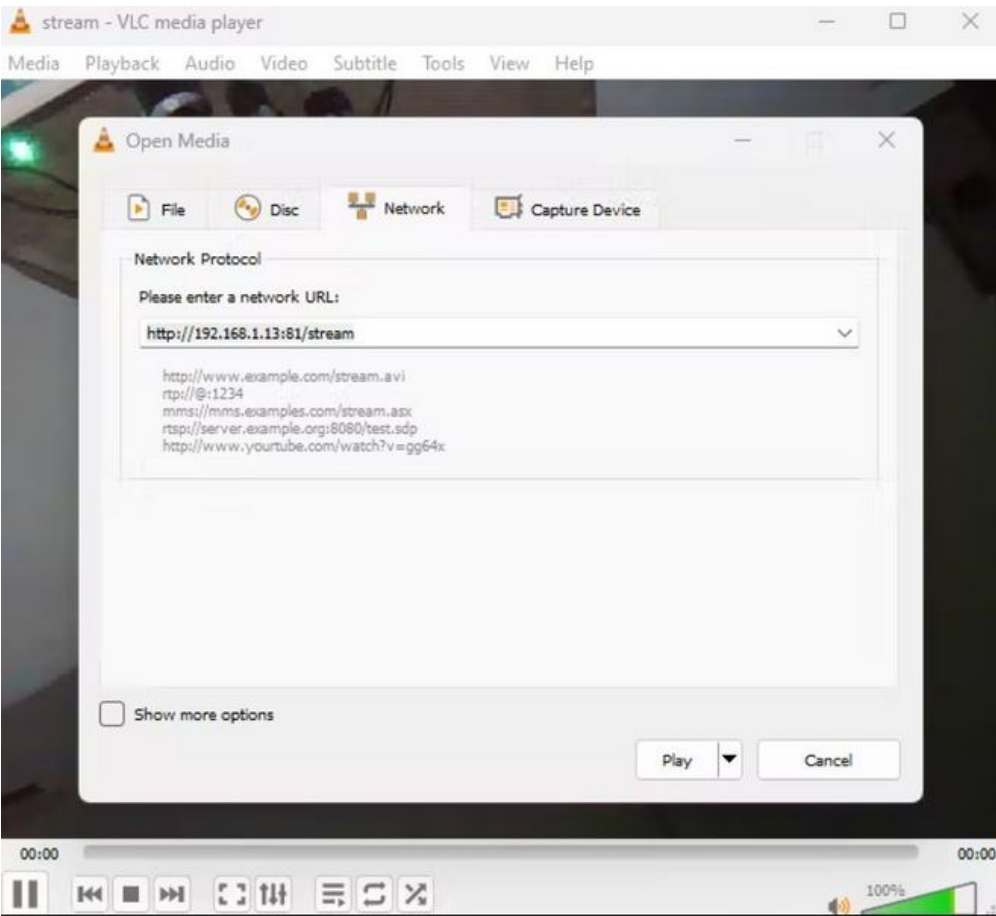 stream - VLC media player
Media Playback Audio Video Subtitle Tools View Help
Open Media
File Disc Network Capture Device
Network Protocol
Please enter a network URL:
http://192.168.1.13:81/stream
http://www.example.com/stream.avi
rtp://@:1234
mms://mms.examples.com/stream.asx
rtsp://server.example.org:8080/test.sdp
http://www.yourtube.com/watch?v=gg64x
Show more options
Play Cancel
00:00 00:00
100%